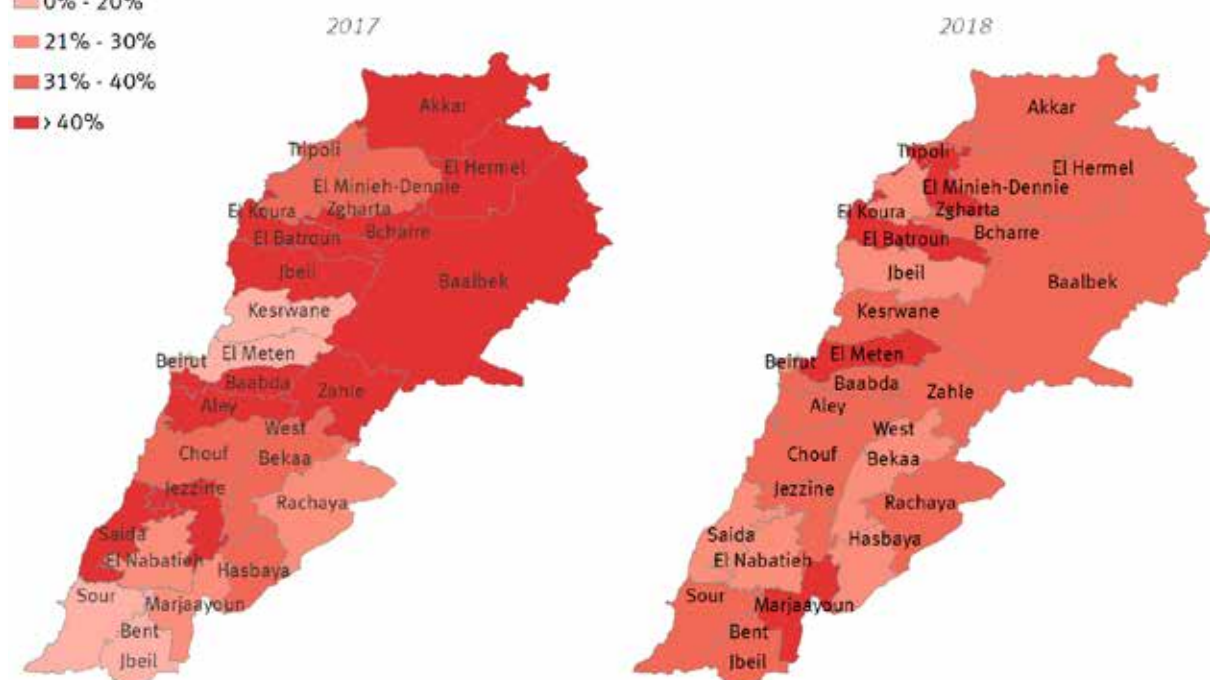 0% - 20%
21% - 30%
31% - 40%
> 40%
2017
Akkar
Tripoli
El Hermel
El Minieh-Dennie
El Koura
Zgharta
Bcharre
El Batroun
Jbeil
Baalbek
Kesrwane
El Meten
Beirut
Baabda
Zahle
Aley
West
Bekaa
Chouf
Jezzine
Rachaya
Saida
El Nabatieh
Hasbaya
Sour
Marjaayoun
Bent
Jbeil
2018
Akkar
Tripoli
El Hermel
El Minieh-Dennie
El Koura
Zgharta
Bcharre
El Batroun
Jbeil
Baalbek
Kesrwane
El Meten
Beirut
Baabda
Zahle
Aley
West
Bekaa
Chouf
Jezzine
Rachaya
Saida
El Nabatieh
Hasbaya
Sour
Marjaayoun
Bent
Jbeil